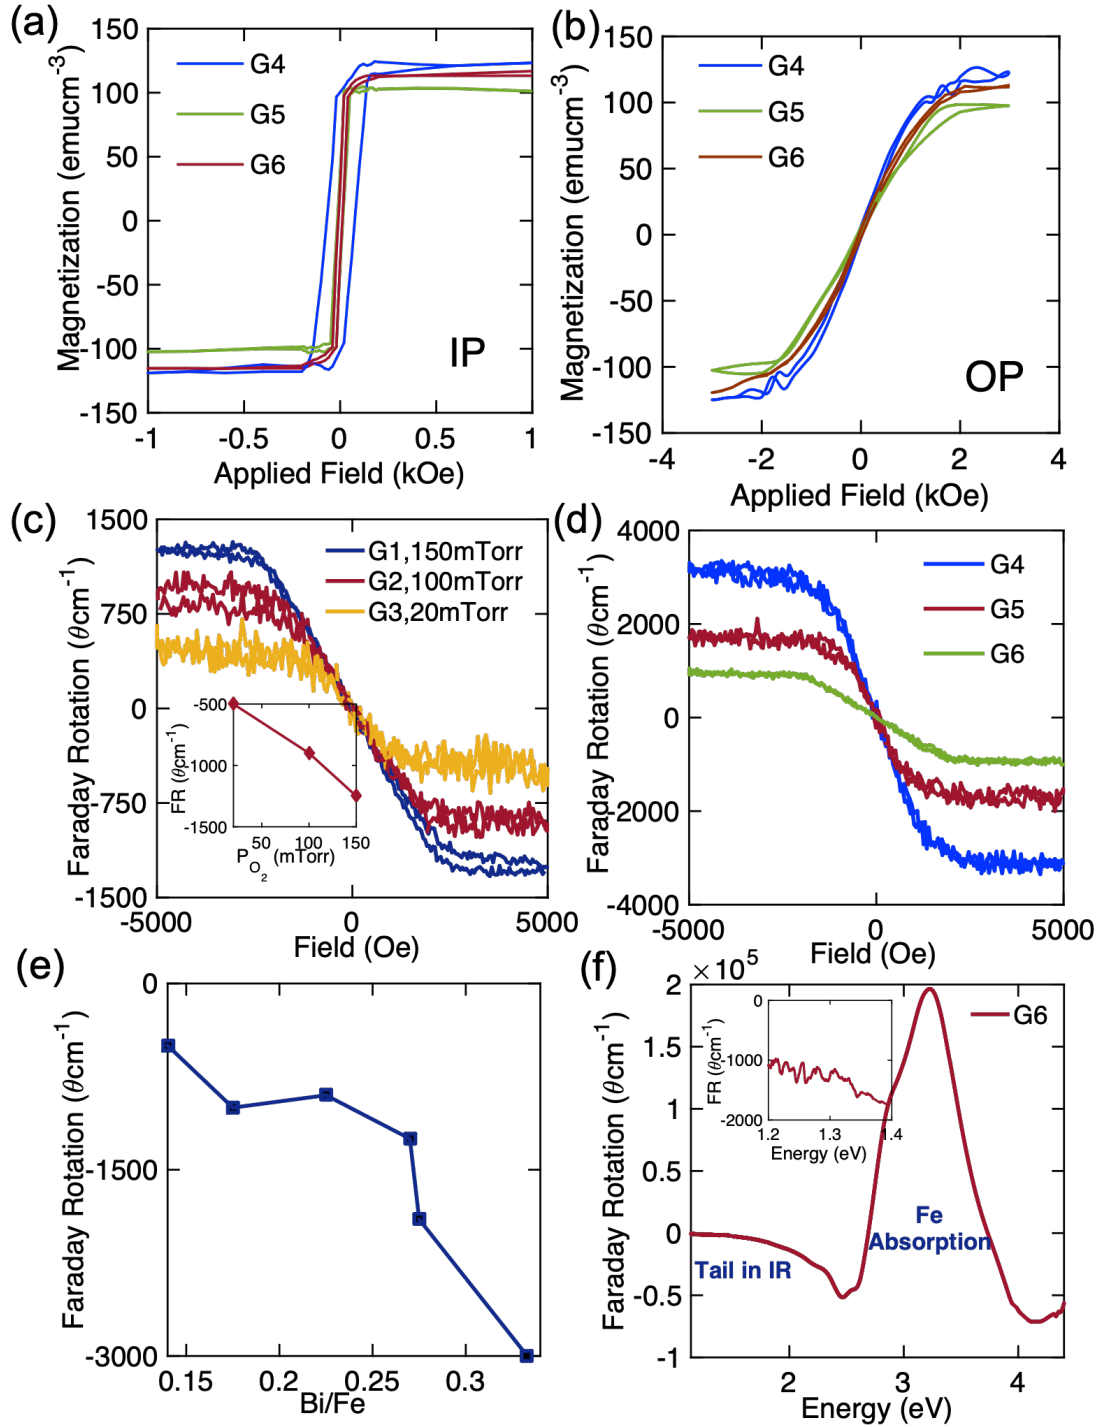 (a)
150
100
50
0
-50
-100
-150
Magnetization (emucm-3)
G4
G5
G6
IP
-1
-0.5
0
0.5
1
Applied Field (kOe)
(b)
150
100
50
0
-50
-100
-150
Magnetization (emucm-3)
G4
G5
G6
OP
-4
-2
0
2
4
Applied Field (kOe)
(c)
1500
750
0
-750
-1500
Faraday Rotation (θcm-1)
G1,150mTorr
G2,100mTorr
G3,20mTorr
-500
-1000
-1500
FR (θcm-1)
50
100
150
PO2 (mTorr)
-5000
0
5000
Field (Oe)
(d)
4000
2000
0
-2000
-4000
Faraday Rotation (θcm-1)
G4
G5
G6
-5000
0
5000
Field (Oe)
(e)
0
-1500
-3000
Faraday Rotation (θcm-1)
0.15
0.2
0.25
0.3
Bi/Fe
(f)
×10^5
2
1.5
1
0.5
0
-0.5
-1
Faraday Rotation (θcm-1)
G6
0
-1000
-2000
FR (θcm-1)
1.2
1.3
1.4
Energy (eV)
Fe
Absorption
Tail in IR
2
3
4
Energy (eV)